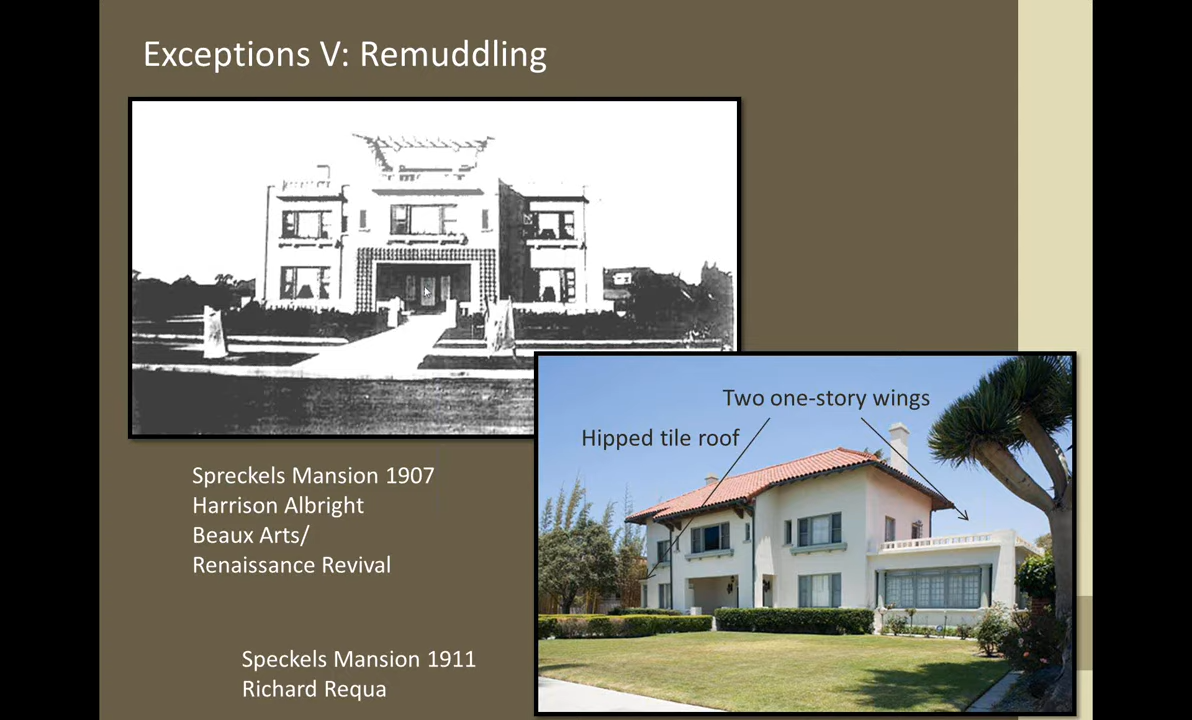 Exceptions V: Remuddling
Two one-story wings
Hipped tile roof
Spreckels Mansion 1907
Harrison Albright
Beaux Arts/
Renaissance Revival
Speckels Mansion 1911
Richard Requa